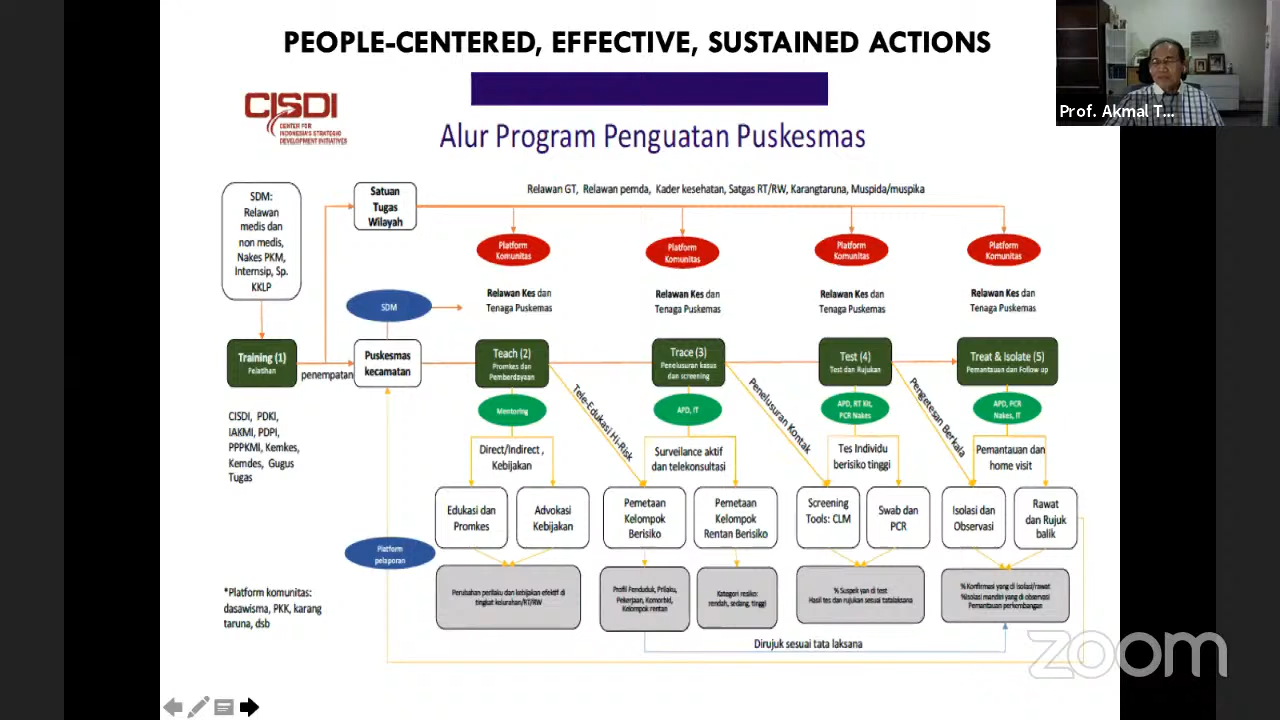 PEOPLE-CENTERED, EFFECTIVE, SUSTAINED ACTIONS
Prof. Akmal T...
CISDI
CENTER FOR
INDONESIA'S STRATEGIC
DEVELOPMENT INITIATIVES
Alur Program Penguatan Puskesmas
SDM:
Relawan
medis dan
non medis,
Nakes PKM,
Internsip, Sp.
KKLP
Satuan
Tugas
Wilayah
Relawan GT, Relawan pemda, Kader kesehatan, Satgas RT/RW, Karangtaruna, Muspida/muspika
Platform
Komunitas
Platform
Komunitas
Platform
Komunitas
Platform
Komunitas
SDM
Relawan Kes dan
Tenaga Puskemas
Relawan Kes dan
Tenaga Puskemas
Relawan Kes dan
Tenaga Puskemas
Relawan Kes dan
Tenaga Puskemas
Training (1)
Pelatihan
penempatan
Puskesmas
kecamatan
Teach (2)
Promkes dan
Pemberdayaan
Trace (3)
Penelusuran kasus
dan screening
Test (4)
Test dan Rujukan
Treat & Isolate (5)
Pemantauan dan Follow up
Tele-Edukasi Hi-Risk
Penelusuran Kontak
Pengetesan Berkala
Mentoring
APD, IT
APD, RT Kit,
PCR Nakes
APD, PCR
Nakes, IT
CISDI, PDKI,
IAKMI, PDPI,
PPPKMI, Kemkes,
Kemdes, Gugus
Tugas
Direct/Indirect ,
Kebijakan
Surveilance aktif
dan telekonsultasi
Tes Individu
berisiko tinggi
Pemantauan dan
home visit
Edukasi dan
Promkes
Advokasi
Kebijakan
Pemetaan
Kelompok
Berisiko
Pemetaan
Kelompok
Rentan Berisiko
Screening
Tools: CLM
Swab dan
PCR
Isolasi dan
Observasi
Rawat
dan Rujuk
balik
Platform
pelaporan
Perubahan perilaku dan kebijakan efektif di
tingkat kelurahan/RT/RW
Profil Penduduk, Prilaku,
Pekerjaan, Komorbid,
Kelompok rentan
Kategori resiko:
rendah, sedang, tinggi
% Suspek yan di test
Hasil tes dan rujukan sesuai tatalaksana
% Konfirmasi yang di isolasi/rawat
%isolasi mandiri yang di observasi
Pemantauan perkembangan
*Platform komunitas:
dasawisma, PKK, karang
taruna, dsb
Dirujuk sesuai tata laksana
zoom